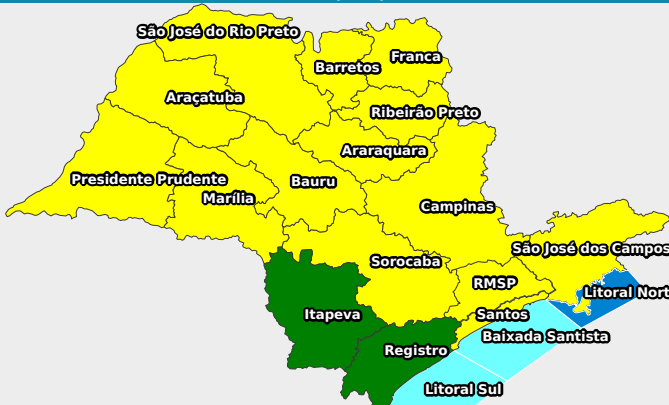 São José do Rio Preto
Franca
Barretos
Araçatuba
Ribeirão Preto
Araraquara
Presidente Prudente
Bauru
Marília
Campinas
São José dos Campos
Sorocaba
RMSP
Litoral Nort
Itapeva
Santos
Baixada Santista
Registro
Litoral Sul